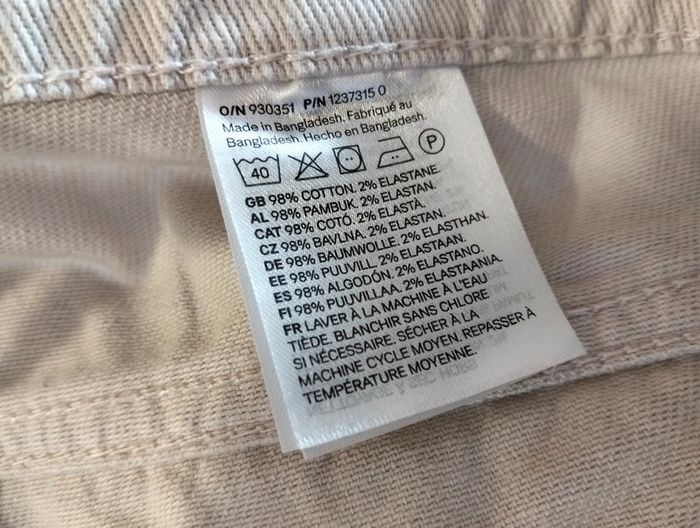 O/N 930351 P/N 1237315 0
Made in Bangladesh. Fabriqué au
Bangladesh. Hecho en Bangladesh.
40 P
GB 98% COTTON. 2% ELASTANE.
AL 98% PAMBUK. 2% ELASTAN.
CAT 98% COTÓ. 2% ELASTÀ.
CZ 98% BAVLNA. 2% ELASTAN.
DE 98% BAUMWOLLE. 2% ELASTHAN.
EE 98% PUUVILL. 2% ELASTAAN.
ES 98% ALGODÓN. 2% ELASTANO.
FI 98% PUUVILLAA. 2% ELASTAANIA.
FR LAVER À LA MACHINE À L'EAU
TIÈDE. BLANCHIR SANS CHLORE
SI NÉCESSAIRE. SÉCHER À LA
MACHINE CYCLE MOYEN. REPASSER À
TEMPÉRATURE MOYENNE.